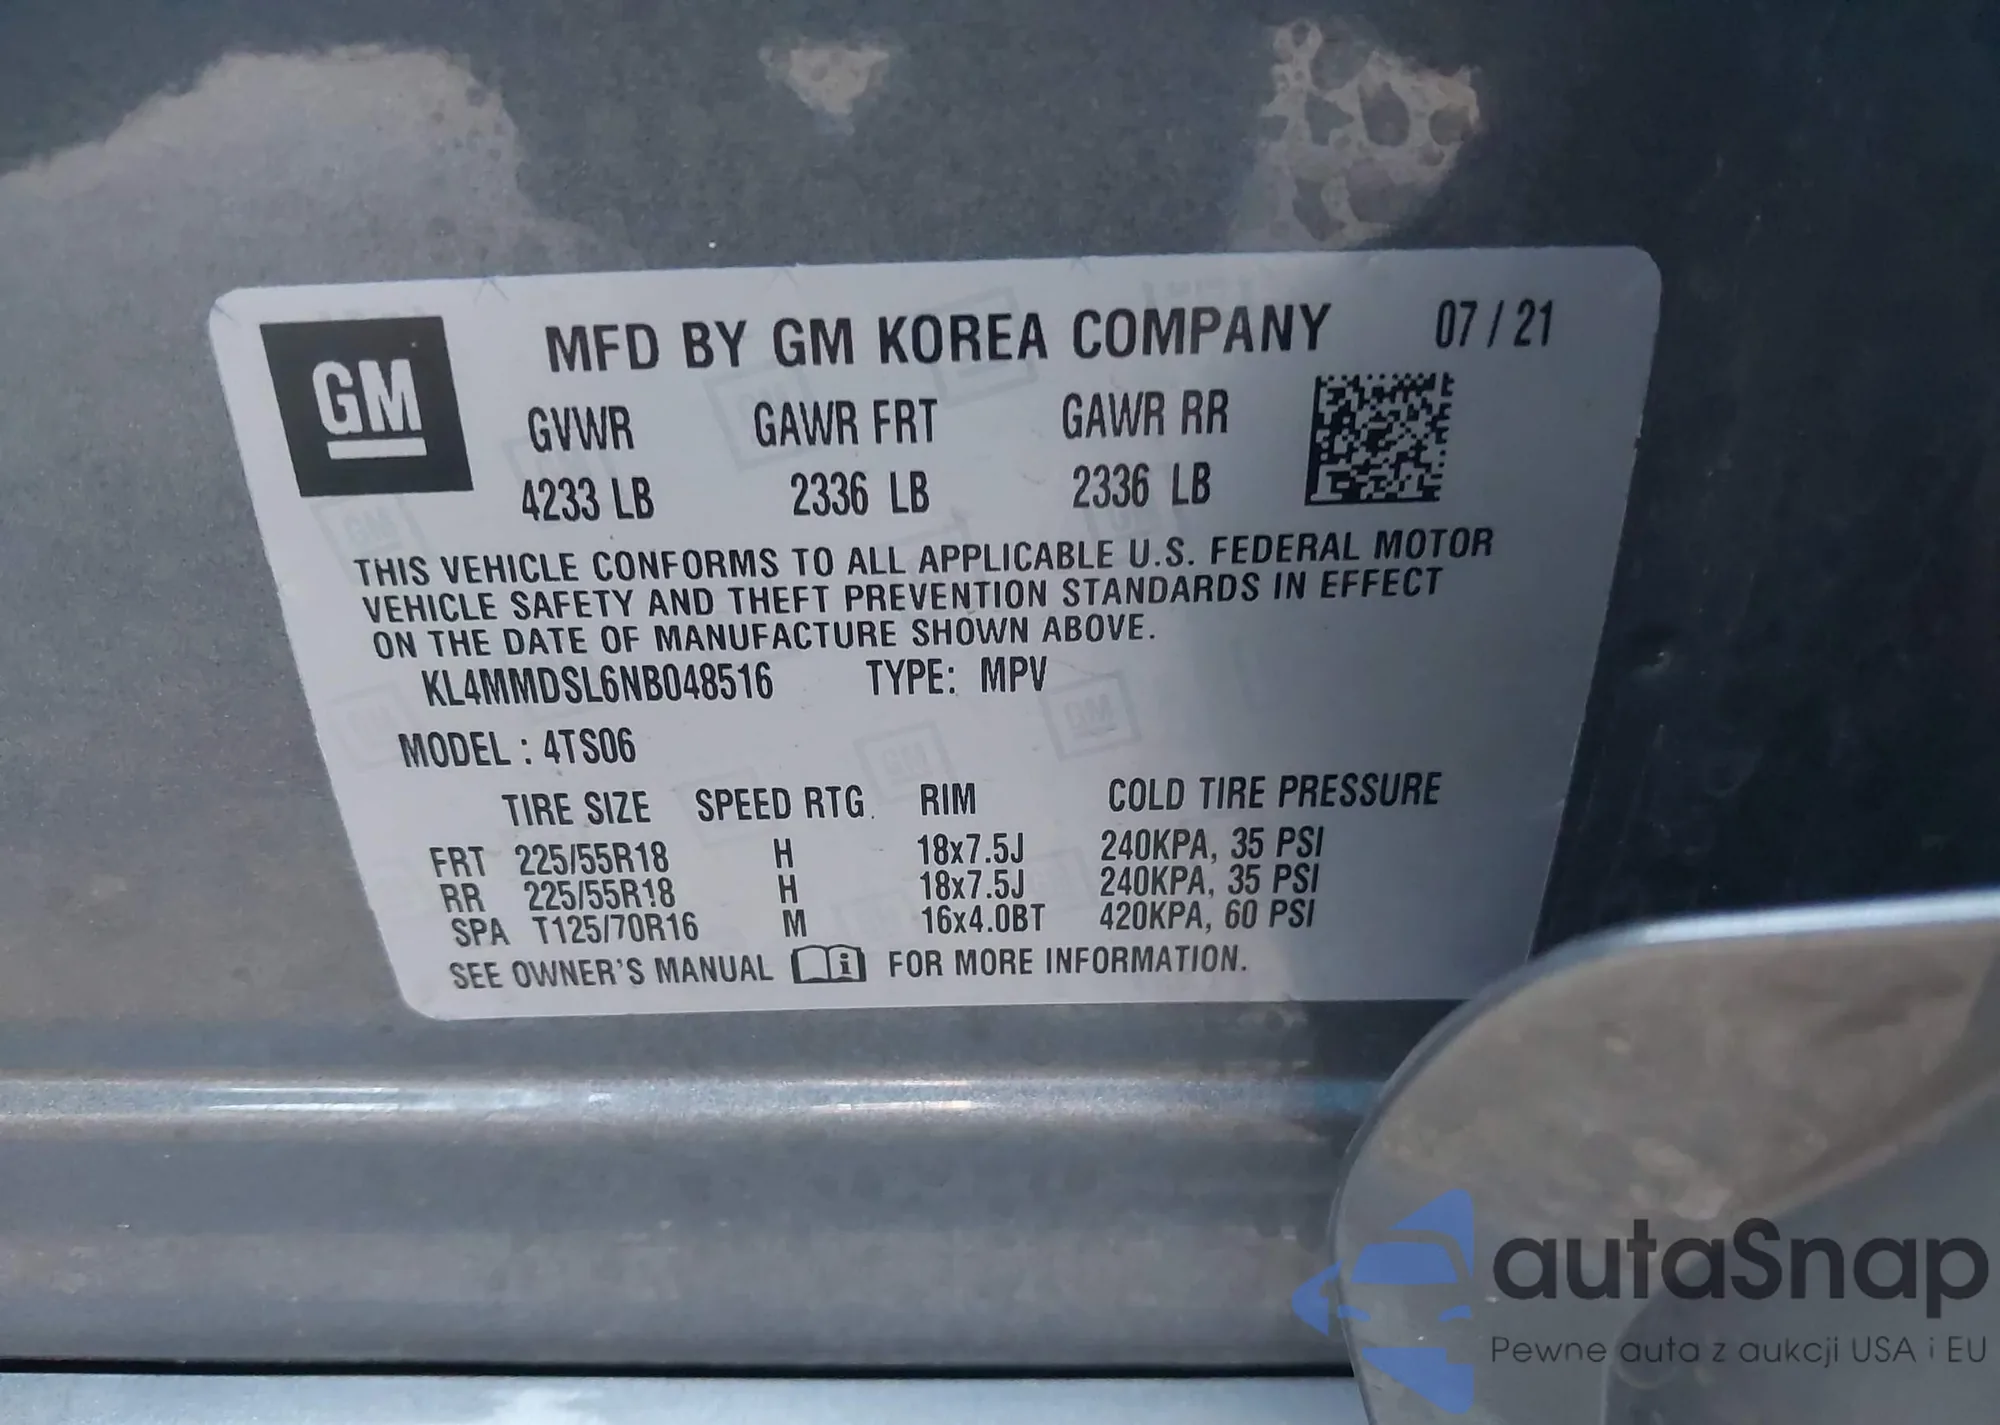 MFD BY GM KOREA COMPANY 07 / 21
GM
GVWR GAWR FRT GAWR RR
4233 LB 2336 LB 2336 LB
THIS VEHICLE CONFORMS TO ALL APPLICABLE U.S. FEDERAL MOTOR
VEHICLE SAFETY AND THEFT PREVENTION STANDARDS IN EFFECT
ON THE DATE OF MANUFACTURE SHOWN ABOVE.
KL4MMDSL6NB048516 TYPE: MPV
MODEL : 4TS06
TIRE SIZE SPEED RTG. RIM COLD TIRE PRESSURE
FRT 225/55R18 H 18x7.5J 240KPA, 35 PSI
RR 225/55R18 H 18x7.5J 240KPA, 35 PSI
SPA T125/70R16 M 16x4.0BT 420KPA, 60 PSI
SEE OWNER'S MANUAL i FOR MORE INFORMATION.
autaSnap
Pewne auta z aukcji USA i EU